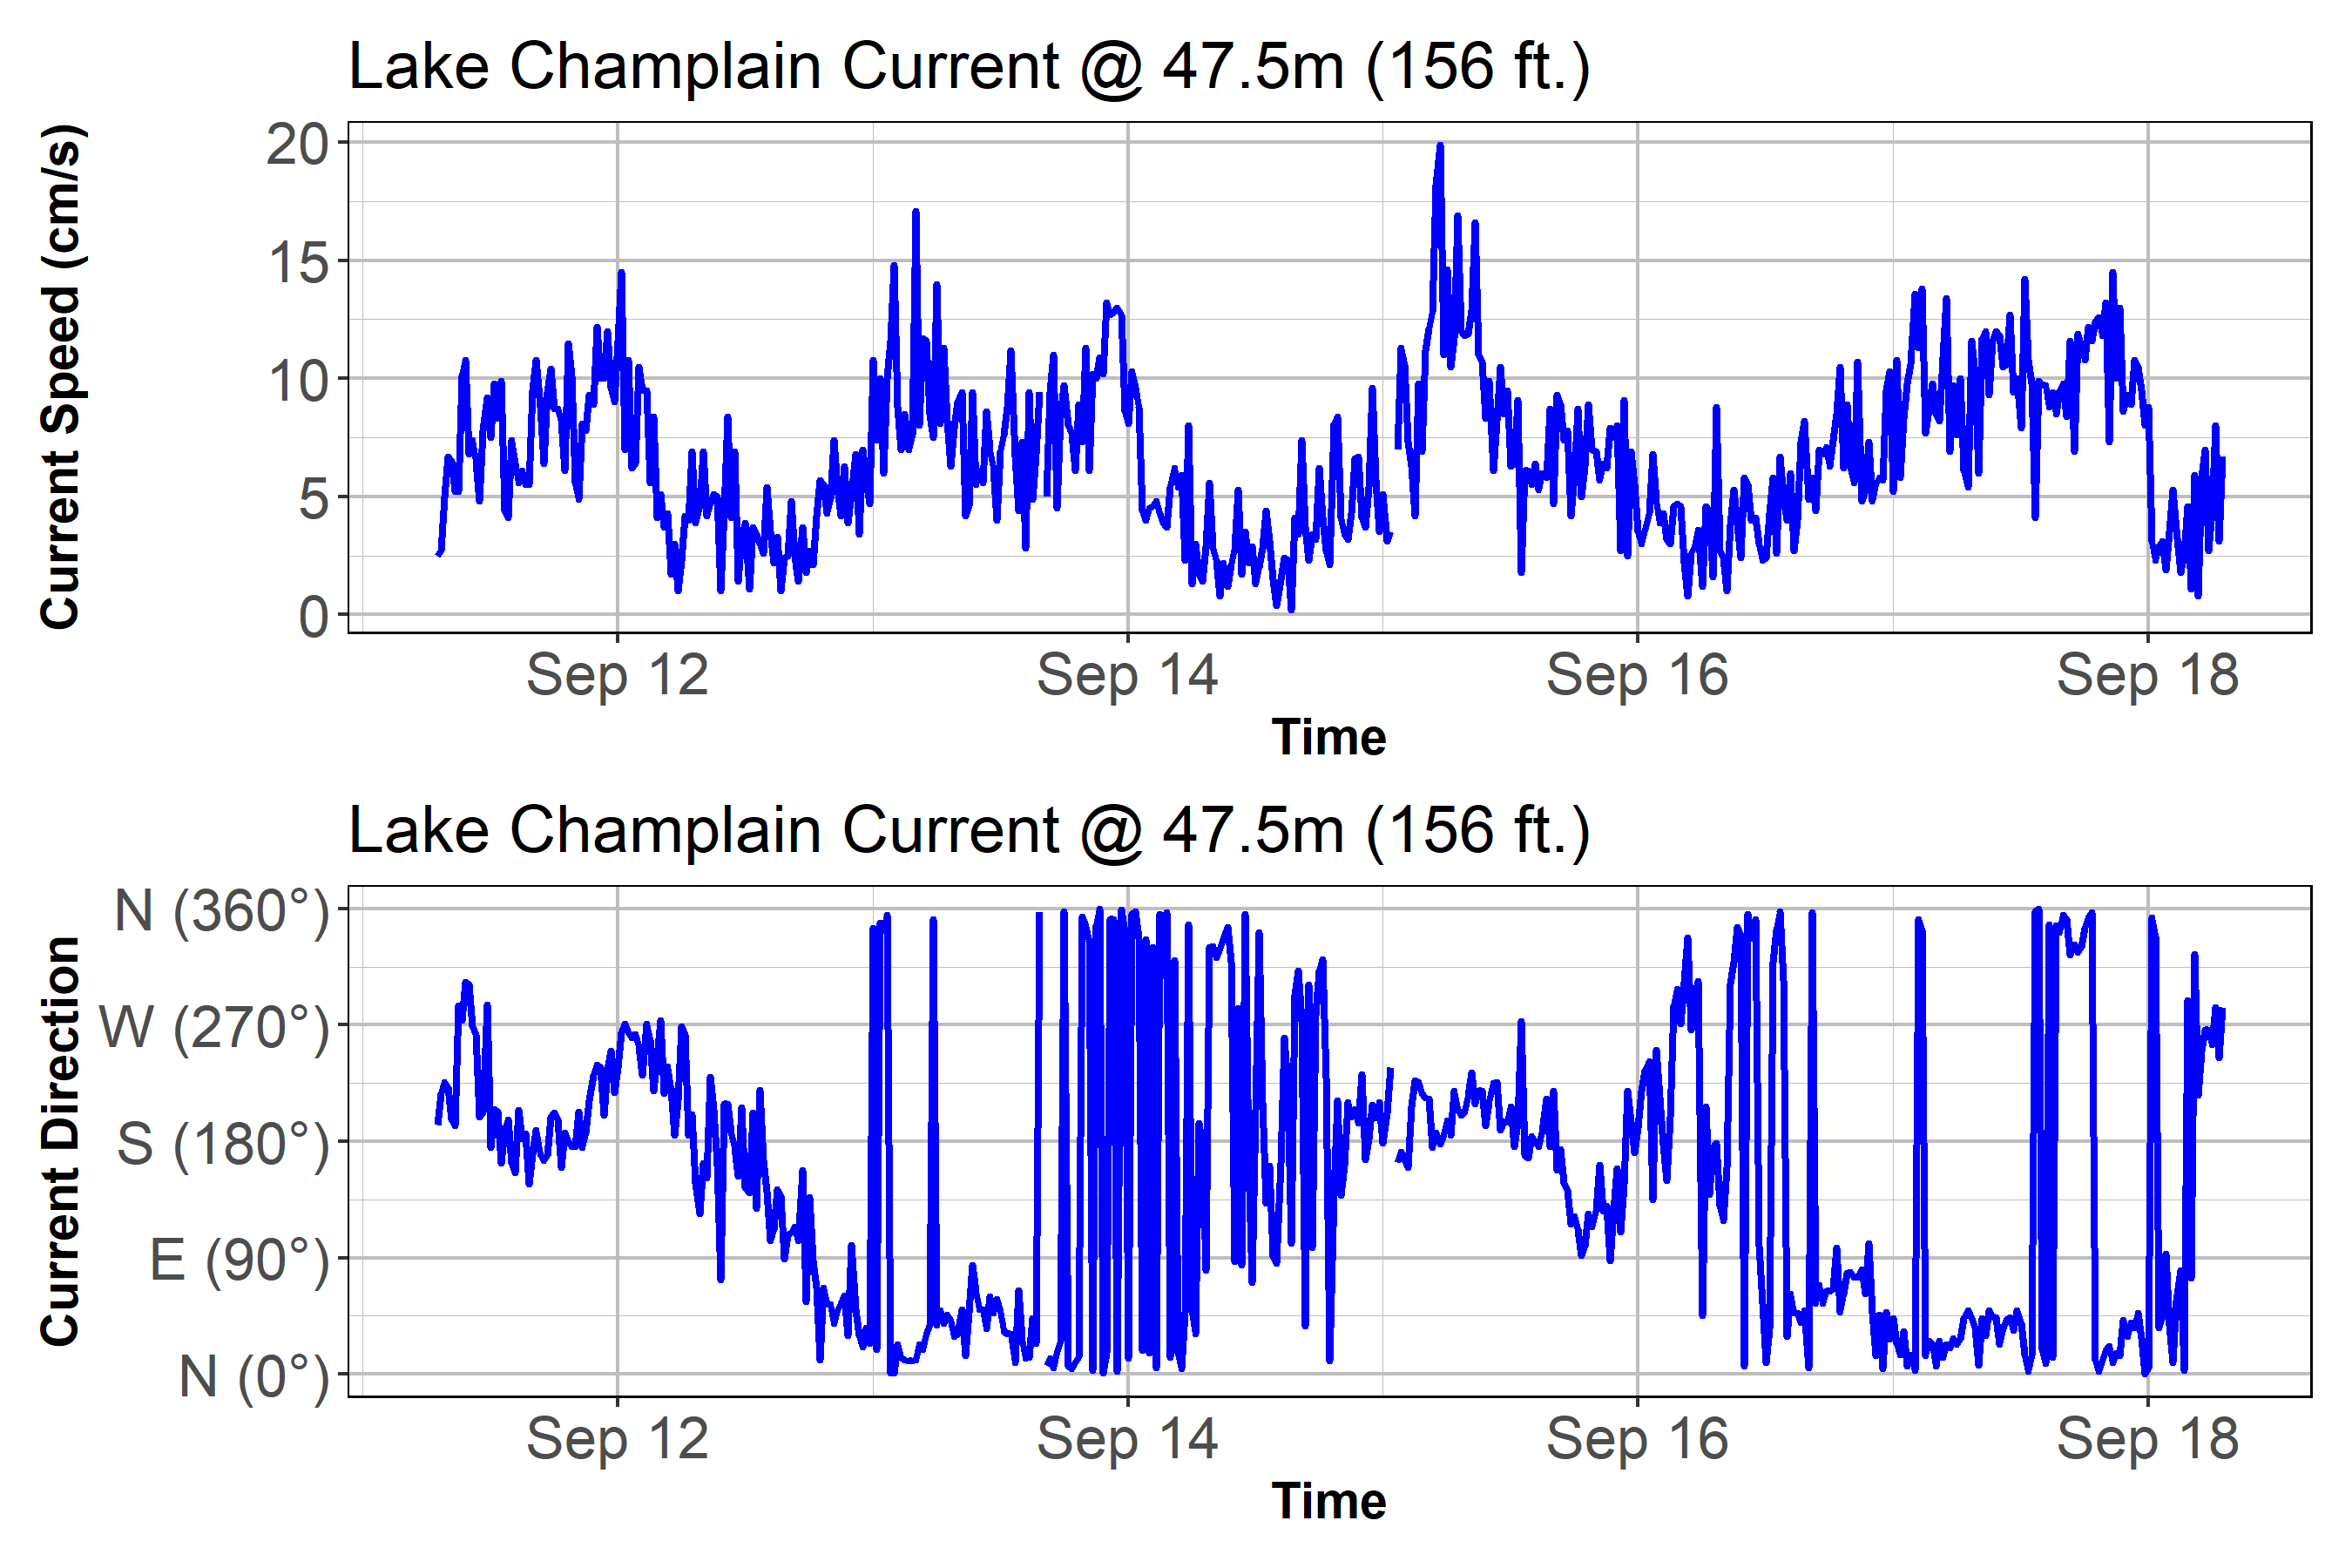 Lake Champlain Current @ 47.5m (156 ft.)
Current Speed (cm/s)
20
15
10
5
0
Sep 12 Sep 14 Sep 16 Sep 18
Time
Lake Champlain Current @ 47.5m (156 ft.)
Current Direction
N (360°)
W (270°)
S (180°)
E (90°)
N (0°)
Sep 12 Sep 14 Sep 16 Sep 18
Time